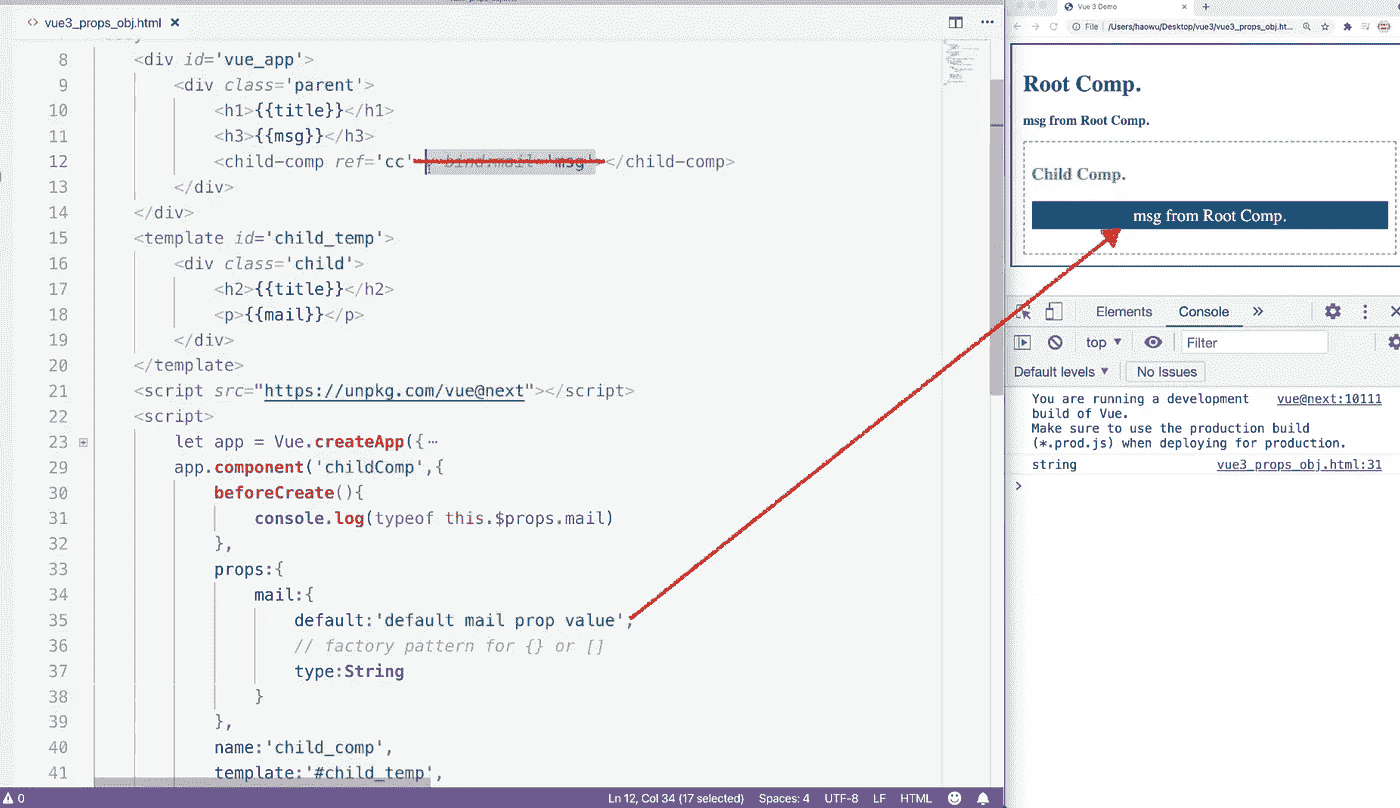 vue3_props_obj.html
8 <div id='vue_app'>
9 <div class='parent'>
10 <h1>{{title}}</h1>
11 <h3>{{msg}}</h3>
12 <child-comp ref='cc' bind:mail='msg'></child-comp>
13 </div>
14 </div>
15 <template id='child_temp'>
16 <div class='child'>
17 <h2>{{title}}</h2>
18 <p>{{mail}}</p>
19 </div>
20 </template>
21 <script src="https://unpkg.com/vue@next"></script>
22 <script>
23 let app = Vue.createApp({⋯
29 app.component('childComp',{
30 beforeCreate(){
31 console.log(typeof this.$props.mail)
32 },
33 props:{
34 mail:{
35 default:'default mail prop value',
36 // factory pattern for {} or []
37 type:String
38 }
39 },
40 name:'child_comp',
41 template:'#child_temp',
0
Ln 12, Col 34 (17 selected) Spaces: 4 UTF-8 LF HTML
Vue 3 Demo
File /Users/haowu/Desktop/vue3/vue3_props_obj.ht...
Root Comp.
msg from Root Comp.
Child Comp.
msg from Root Comp.
Elements Console
top Filter
Default levels No Issues
You are running a development vue@next:10111
build of Vue.
Make sure to use the production build
(*.prod.js) when deploying for production.
string vue3_props_obj.html:31